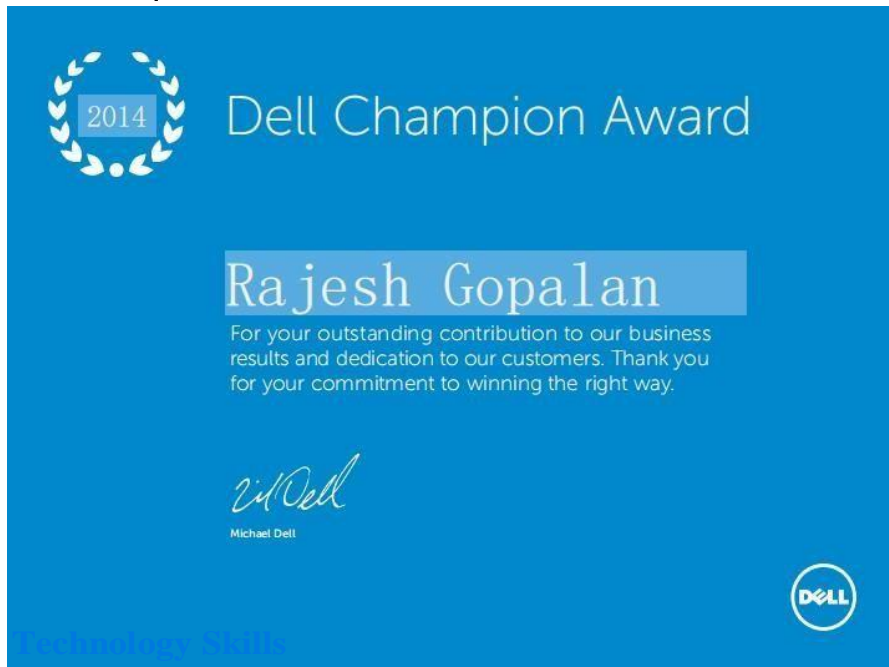 2014
Dell Champion Award
Rajesh Gopalan
For your outstanding contribution to our business
results and dedication to our customers. Thank you
for your commitment to winning the right way.
Michael Dell
DELL
Technology Skills